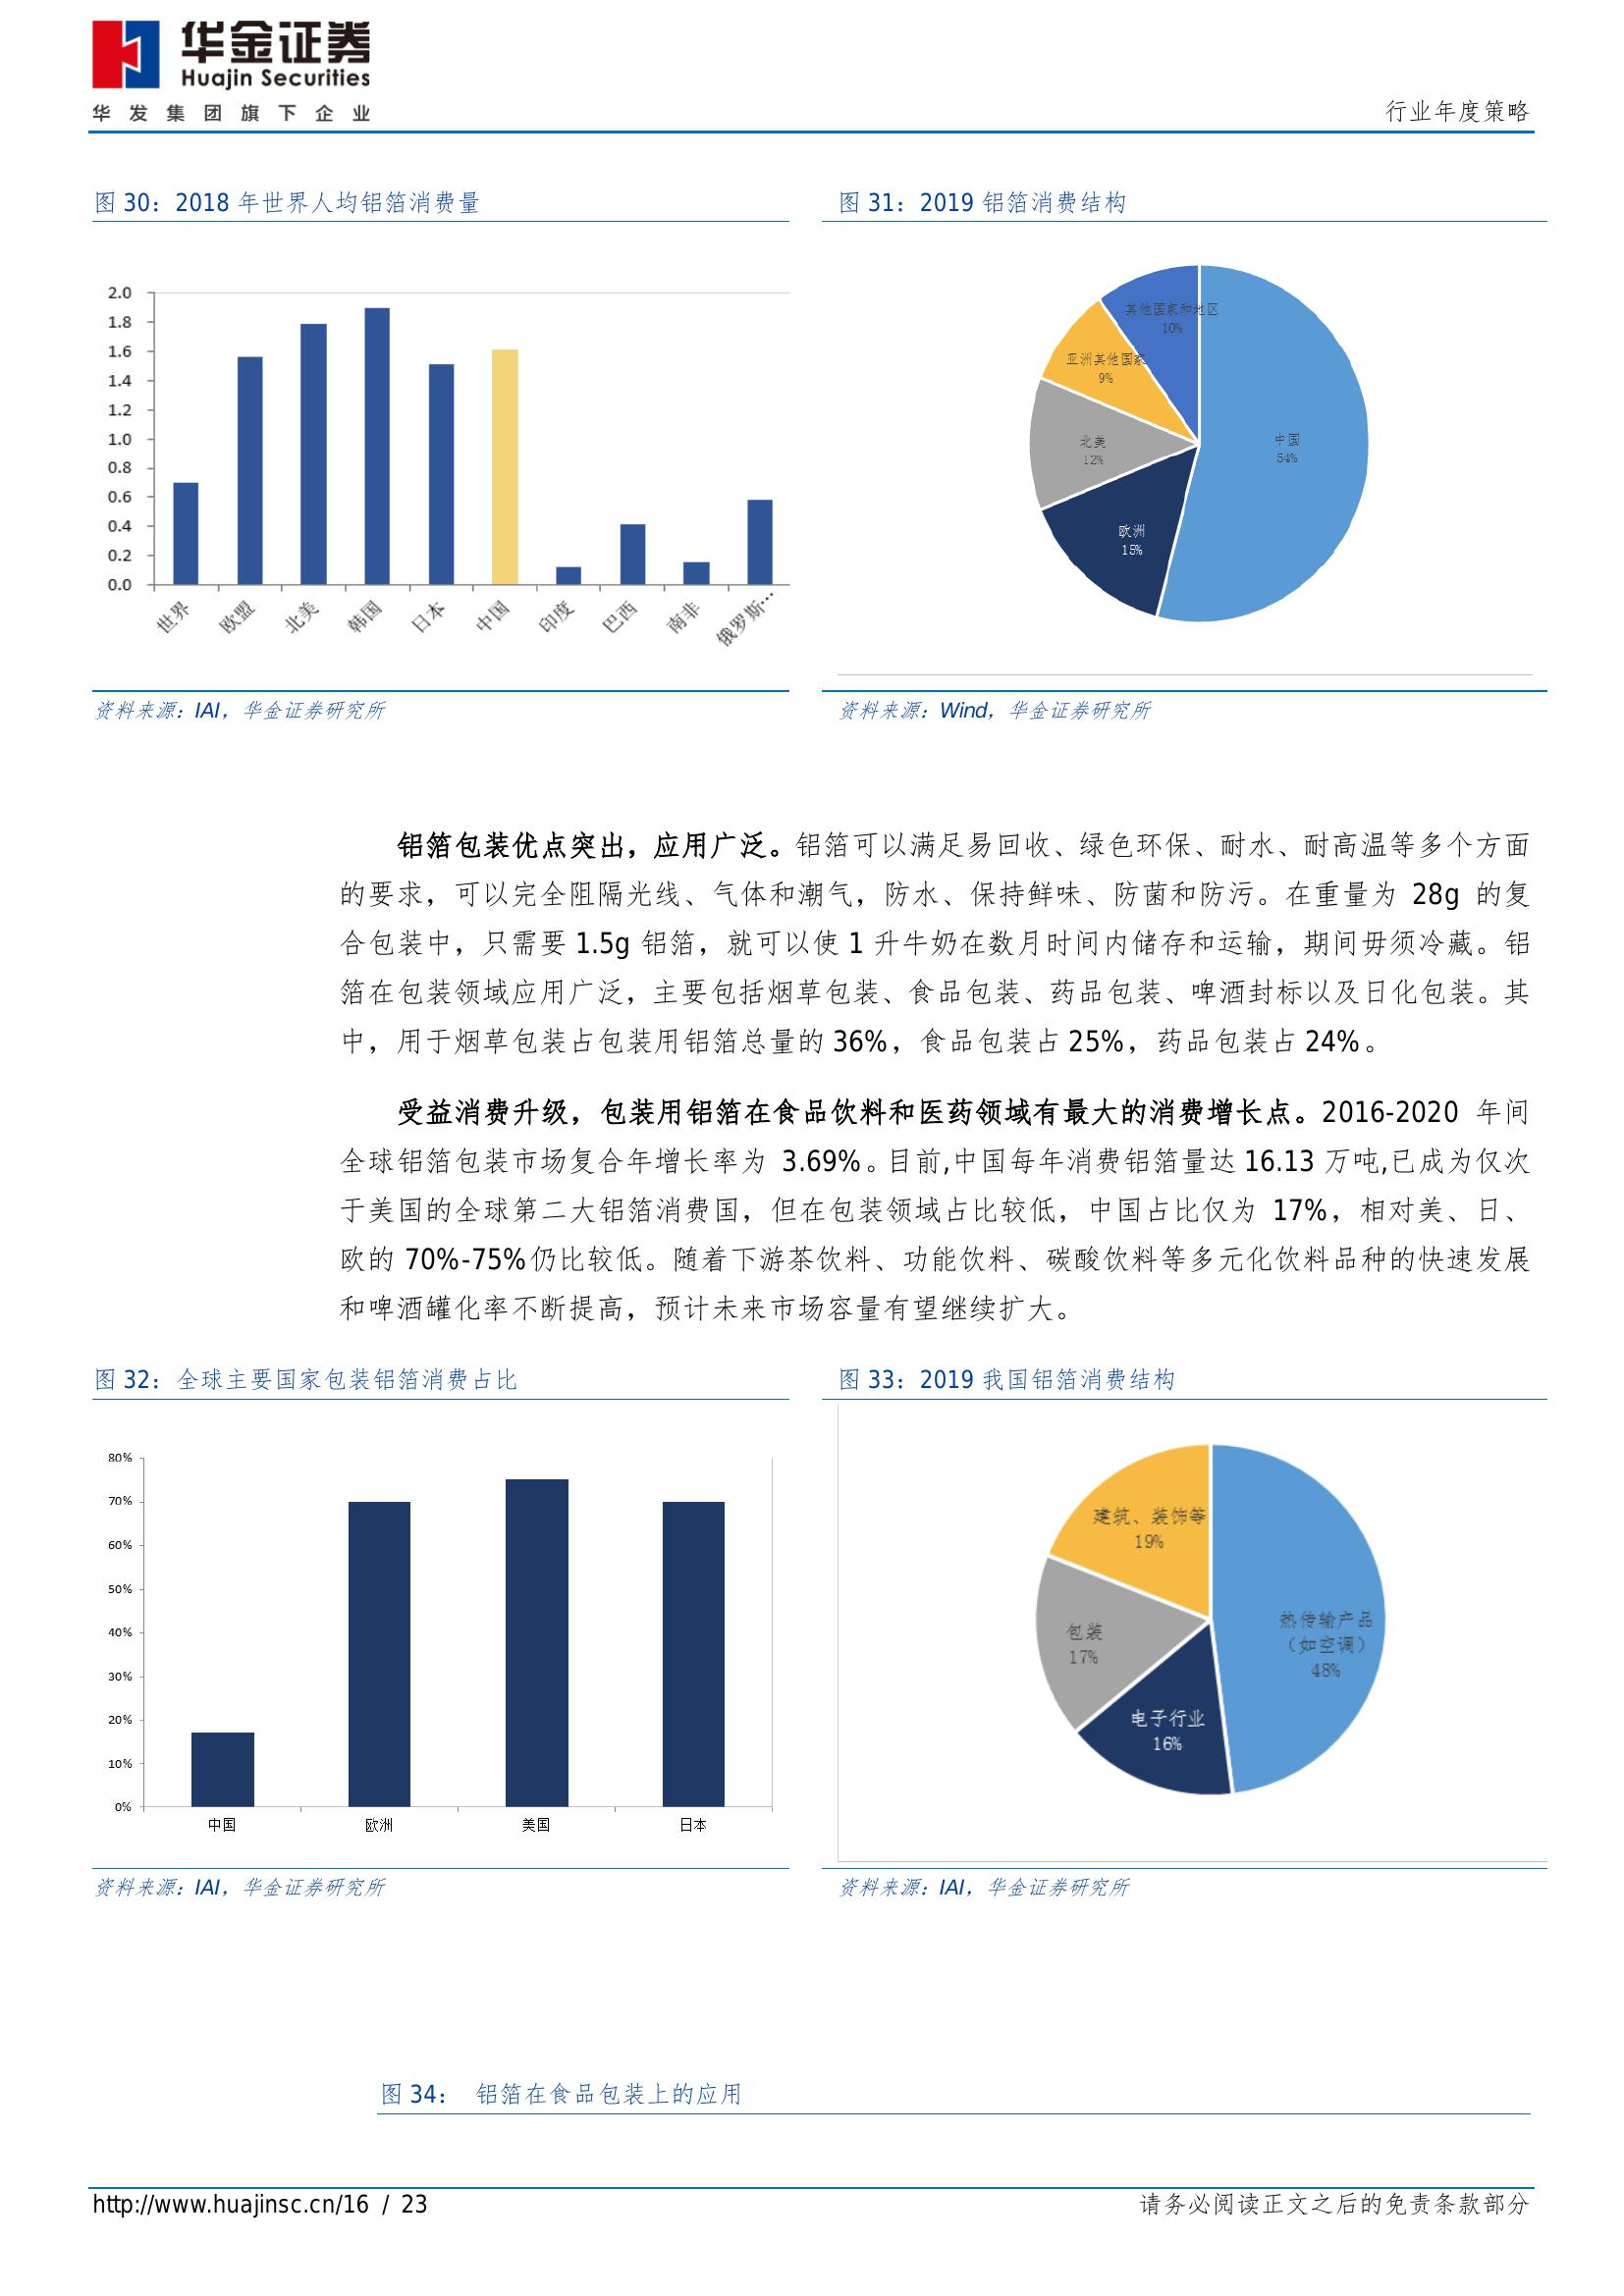 华金证券
Huajin Securities
华发集团旗下企业
行业年度策略
图 30：2018 年世界人均铝箔消费量
2.0
1.8
1.6
1.4
1.2
1.0
0.8
0.6
0.4
0.2
0.0
世界
欧盟
北美
韩国
日本
中国
印度
巴西
南非
俄罗斯…
资料来源：IAI，华金证券研究所
图 31：2019 铝箔消费结构
其他国家和地区
10%
亚洲其他国家
9%
北美
12%
中国
54%
欧洲
15%
资料来源：Wind，华金证券研究所
铝箔包装优点突出，应用广泛。铝箔可以满足易回收、绿色环保、耐水、耐高温等多个方面
的要求，可以完全阻隔光线、气体和潮气，防水、保持鲜味、防菌和防污。在重量为 28g 的复
合包装中，只需要 1.5g 铝箔，就可以使 1 升牛奶在数月时间内储存和运输，期间毋须冷藏。铝
箔在包装领域应用广泛，主要包括烟草包装、食品包装、药品包装、啤酒封标以及日化包装。其
中，用于烟草包装占包装用铝箔总量的 36%，食品包装占 25%，药品包装占 24%。
受益消费升级，包装用铝箔在食品饮料和医药领域有最大的消费增长点。2016-2020 年间
全球铝箔包装市场复合年增长率为 3.69%。目前,中国每年消费铝箔量达 16.13 万吨,已成为仅次
于美国的全球第二大铝箔消费国，但在包装领域占比较低，中国占比仅为 17%，相对美、日、
欧的 70%-75%仍比较低。随着下游茶饮料、功能饮料、碳酸饮料等多元化饮料品种的快速发展
和啤酒罐化率不断提高，预计未来市场容量有望继续扩大。
图 32：全球主要国家包装铝箔消费占比
80%
70%
60%
50%
40%
30%
20%
10%
0%
中国
欧洲
美国
日本
资料来源：IAI，华金证券研究所
图 33：2019 我国铝箔消费结构
建筑、装饰等
19%
热传输产品
（如空调）
48%
包装
17%
电子行业
16%
资料来源：IAI，华金证券研究所
图 34： 铝箔在食品包装上的应用
http://www.huajinsc.cn/16 / 23
请务必阅读正文之后的免责条款部分